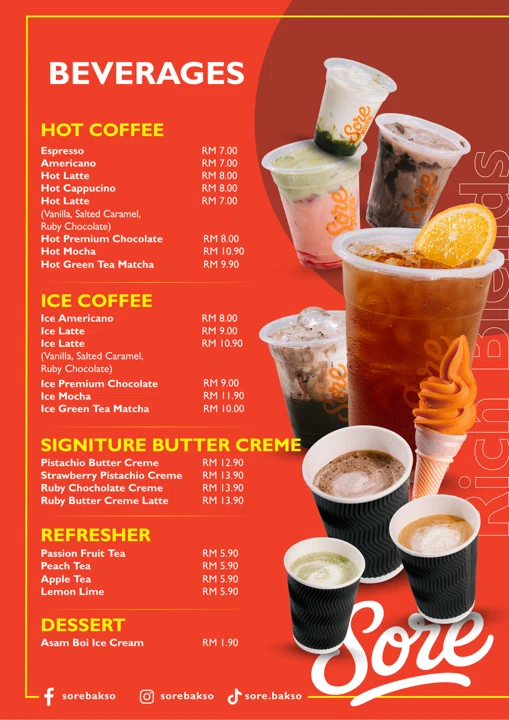 BEVERAGES
HOT COFFEE
Espresso RM 7.00
Americano RM 7.00
Hot Latte RM 8.00
Hot Cappucino RM 8.00
Hot Latte RM 7.00
(Vanilla, Salted Caramel,
Ruby Chocolate)
Hot Premium Chocolate RM 8.00
Hot Mocha RM 10.90
Hot Green Tea Matcha RM 9.90
ICE COFFEE
Ice Americano RM 8.00
Ice Latte RM 9.00
Ice Latte RM 10.90
(Vanilla, Salted Caramel,
Ruby Chocolate)
Ice Premium Chocolate RM 9.00
Ice Mocha RM 11.90
Ice Green Tea Matcha RM 10.00
SIGNITURE BUTTER CREME
Pistachio Butter Creme RM 12.90
Strawberry Pistachio Creme RM 13.90
Ruby Chocholate Creme RM 13.90
Ruby Butter Creme Latte RM 13.90
REFRESHER
Passion Fruit Tea RM 5.90
Peach Tea RM 5.90
Apple Tea RM 5.90
Lemon Lime RM 5.90
DESSERT
Asam Boi Ice Cream RM 1.90
sorebakso sorebakso sore.bakso
Sore
Sore
Sore
Sore
Sore
Rich Blends
Sore